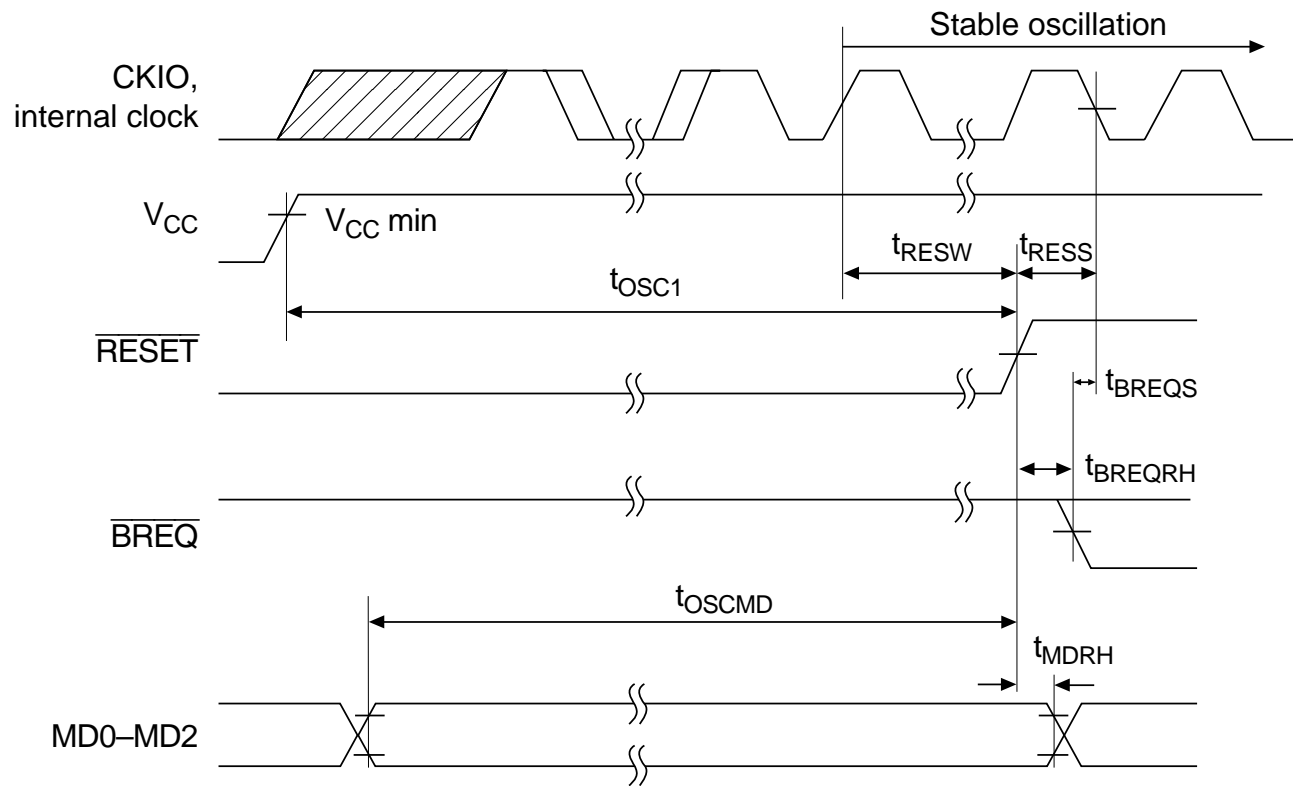 Stable oscillation
CKIO,
internal clock
VCC
VCC min
tRESW
tRESS
tOSC1
RESET
tBREQS
tBREQRH
BREQ
tOSCMD
tMDRH
MD0–MD2